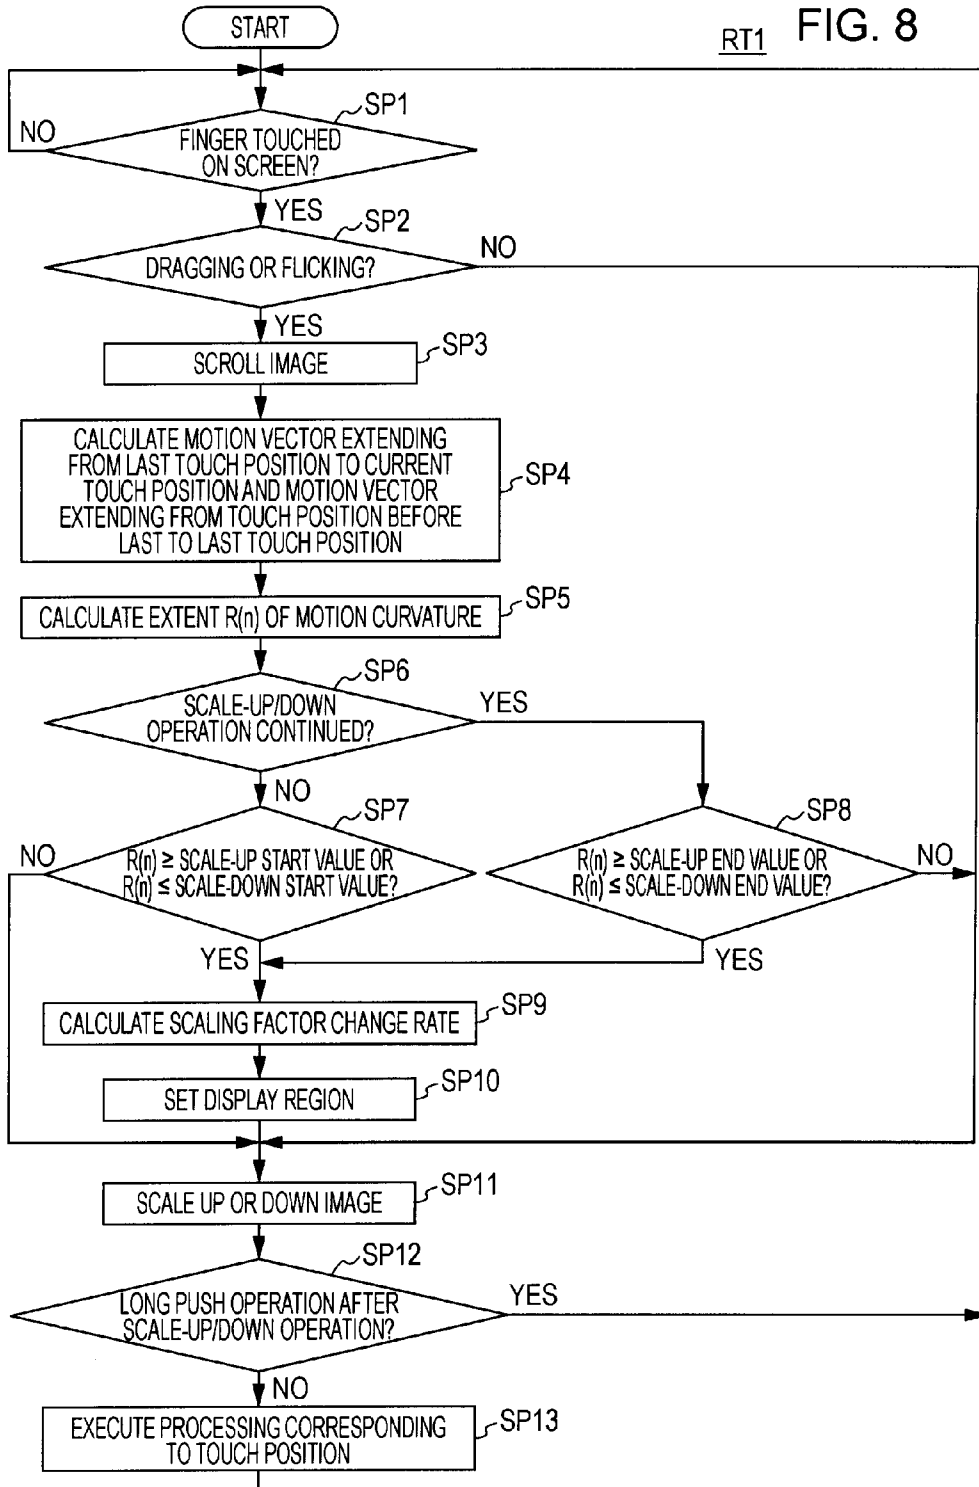 START
RT1
FIG. 8
SP1
NO
FINGER TOUCHED
ON SCREEN?
YES
SP2
NO
DRAGGING OR FLICKING?
YES
SP3
SCROLL IMAGE
CALCULATE MOTION VECTOR EXTENDING
FROM LAST TOUCH POSITION TO CURRENT
TOUCH POSITION AND MOTION VECTOR
EXTENDING FROM TOUCH POSITION BEFORE
LAST TO LAST TOUCH POSITION
SP4
SP5
CALCULATE EXTENT R(n) OF MOTION CURVATURE
SP6
YES
SCALE-UP/DOWN
OPERATION CONTINUED?
NO
SP7
SP8
NO
R(n) ≥ SCALE-UP START VALUE OR
R(n) ≤ SCALE-DOWN START VALUE?
R(n) ≥ SCALE-UP END VALUE OR
R(n) ≤ SCALE-DOWN END VALUE?
NO
YES
YES
SP9
CALCULATE SCALING FACTOR CHANGE RATE
SP10
SET DISPLAY REGION
SP11
SCALE UP OR DOWN IMAGE
SP12
YES
LONG PUSH OPERATION AFTER
SCALE-UP/DOWN OPERATION?
NO
SP13
EXECUTE PROCESSING CORRESPONDING
TO TOUCH POSITION